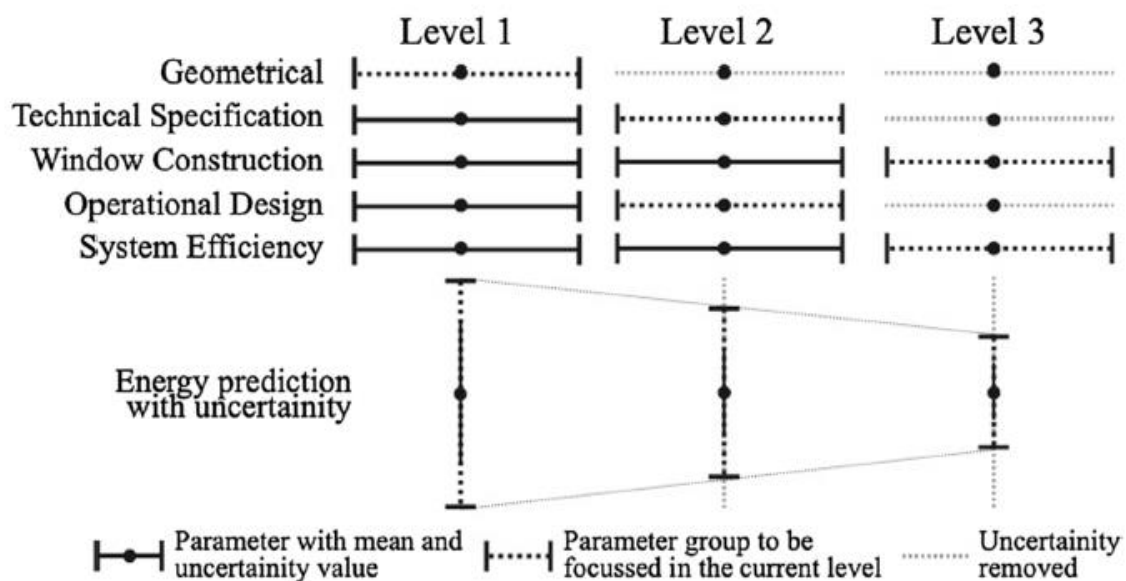 Level 1 Level 2 Level 3
Geometrical
Technical Specification
Window Construction
Operational Design
System Efficiency
Energy prediction
with uncertainity
Parameter with mean and
uncertainity value
Parameter group to be
focussed in the current level
Uncertainity
removed